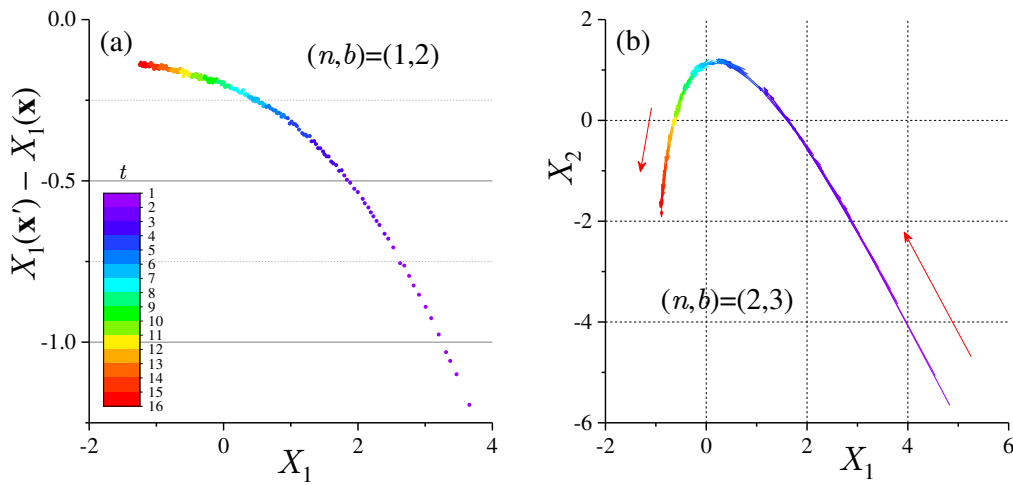 (a)
(n,b)=(1,2)
0.0
-0.5
-1.0
X₁(x′) − X₁(x)
t
1
2
3
4
5
6
7
8
9
10
11
12
13
14
15
16
-2 0 2 4
X₁
(b)
2
0
-2
-4
-6
X₂
(n,b)=(2,3)
-2 0 2 4 6
X₁